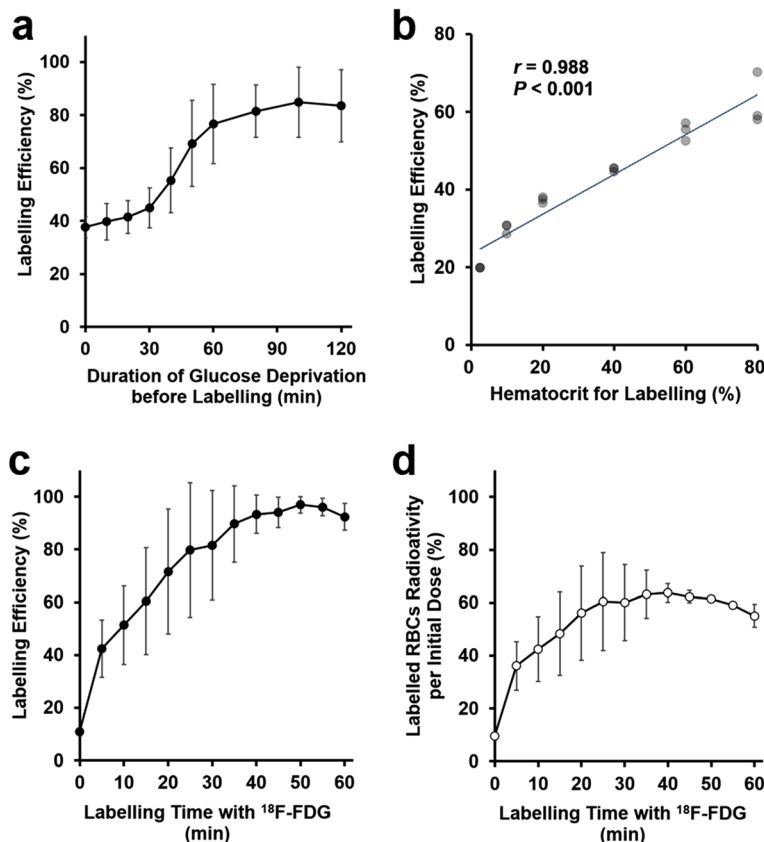 a
100
80
60
40
20
0
0 30 60 90 120
Labelling Efficiency (%)
Duration of Glucose Deprivation
before Labelling (min)
b
80
60
40
20
0
0 20 40 60 80
r = 0.988
P < 0.001
Labelling Efficiency (%)
Hematocrit for Labelling (%)
c
100
80
60
40
20
0
0 10 20 30 40 50 60
Labelling Efficiency (%)
Labelling Time with ¹⁸F-FDG
(min)
d
100
80
60
40
20
0
0 10 20 30 40 50 60
Labelled RBCs Radioativity
per Initial Dose (%)
Labelling Time with ¹⁸F-FDG
(min)